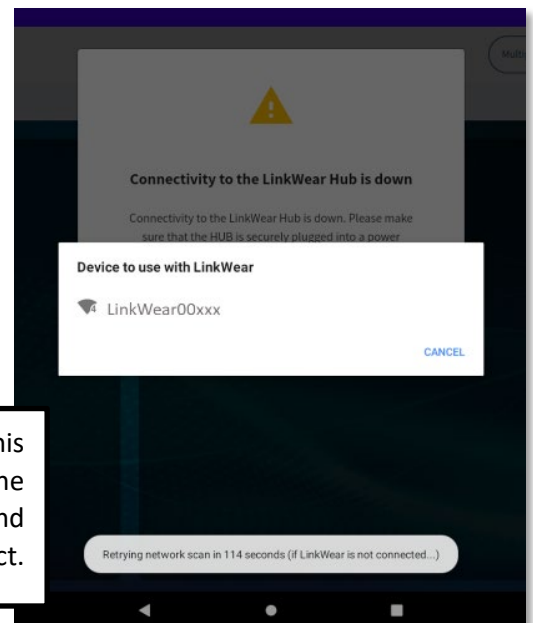 Multi
Connectivity to the LinkWear Hub is down
Connectivity to the LinkWear Hub is down. Please make
sure that the HUB is securely plugged into a power
Device to use with LinkWear
4 LinkWear00xxx
CANCEL
his
ne
nd
ct.
Retrying network scan in 114 seconds (if LinkWear is not connected...)